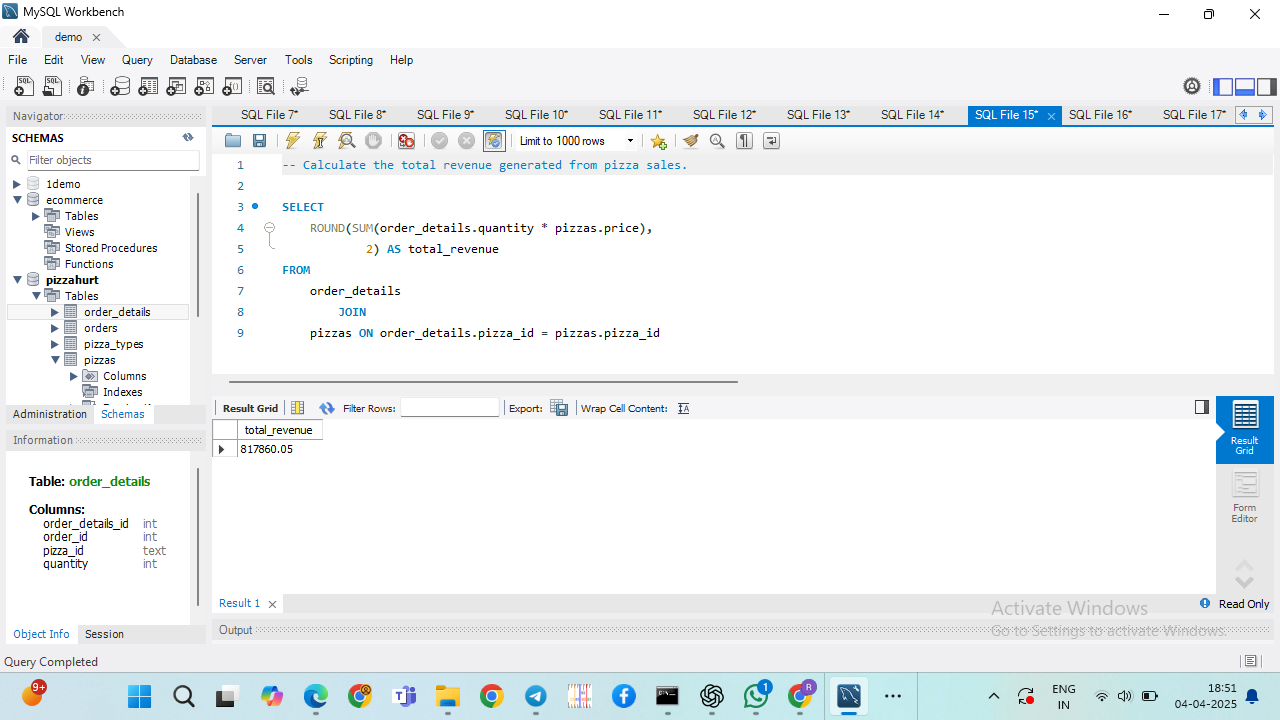 MySQL Workbench
demo
File Edit View Query Database Server Tools Scripting Help
Navigator
SQL File 7* SQL File 8* SQL File 9* SQL File 10* SQL File 11* SQL File 12* SQL File 13* SQL File 14* SQL File 15* SQL File 16* SQL File 17*
SCHEMAS
Limit to 1000 rows
Filter objects
1demo
ecommerce
Tables
Views
Stored Procedures
Functions
pizzahurt
Tables
order_details
orders
pizza_types
pizzas
Columns
Indexes
Administration Schemas
Information
Table: order_details
Columns:
order_details_id int
order_id int
pizza_id text
quantity int
Object Info Session
1 -- Calculate the total revenue generated from pizza sales.
2
3 SELECT
4 ROUND(SUM(order_details.quantity * pizzas.price),
5 2) AS total_revenue
6 FROM
7 order_details
8 JOIN
9 pizzas ON order_details.pizza_id = pizzas.pizza_id
Result Grid Filter Rows: Export: Wrap Cell Content:
total_revenue
817860.05
Result Grid
Form Editor
Result 1
Read Only
Output
Activate Windows
Go to Settings to activate Windows.
Query Completed
9+
1
R
ENG
IN
18:51
04-04-2025